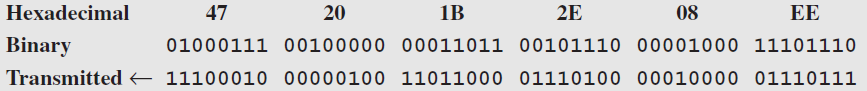 Hexadecimal 47 20 1B 2E 08 EE
Binary 01000111 00100000 00011011 00101110 00001000 11101110
Transmitted ← 11100010 00000100 11011000 01110100 00010000 01110111